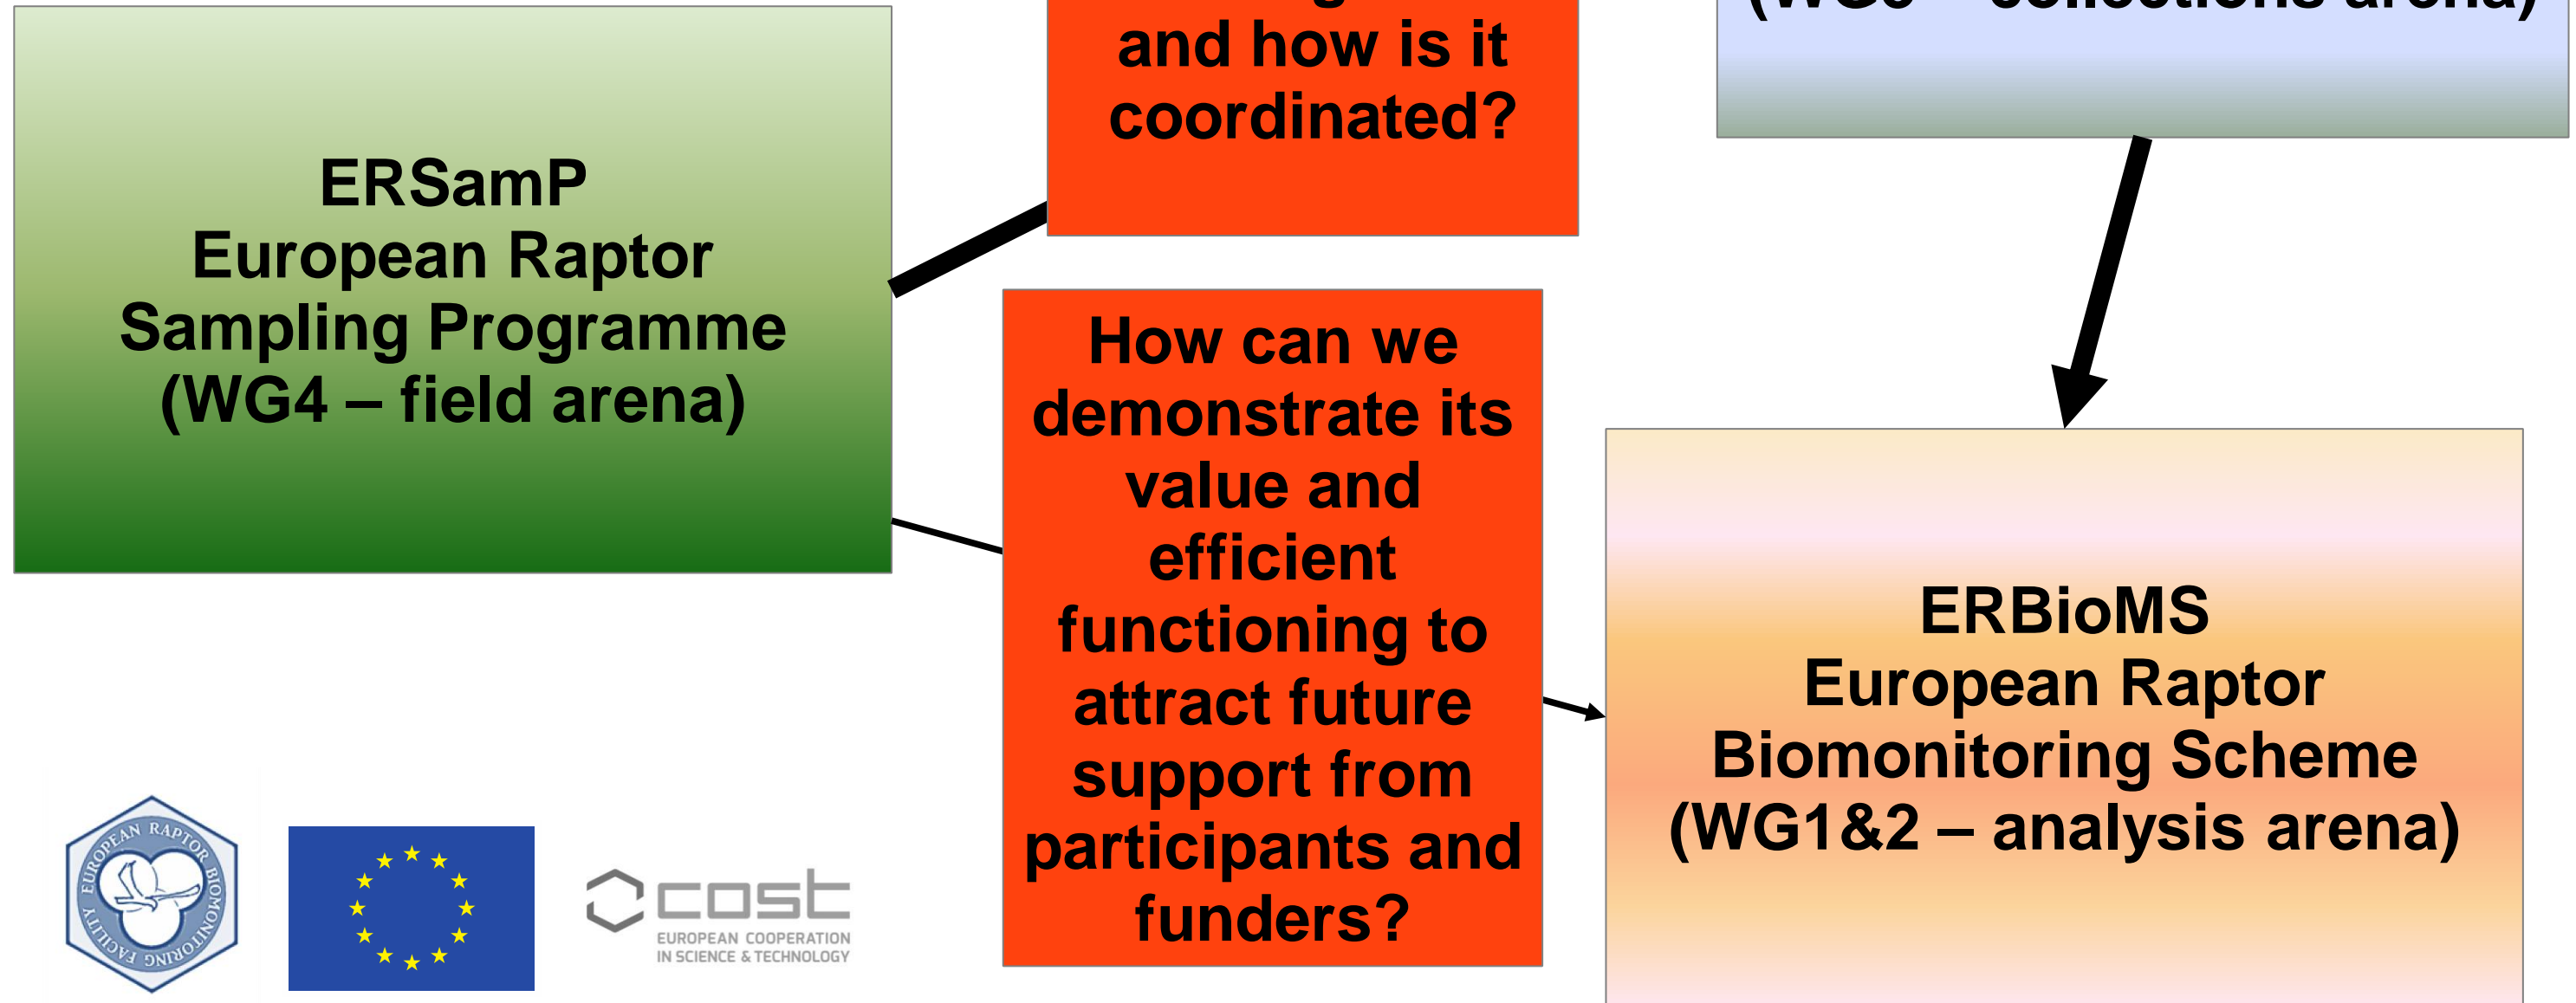 and how is it
coordinated?
collections arena)
ERSamP
European Raptor
Sampling Programme
(WG4 – field arena)
How can we
demonstrate its
value and
efficient
functioning to
attract future
support from
participants and
funders?
ERBioMS
European Raptor
Biomonitoring Scheme
(WG1&2 – analysis arena)
EUROPEAN RAPTOR BIOMONITORING FACILITY
cost
EUROPEAN COOPERATION
IN SCIENCE & TECHNOLOGY